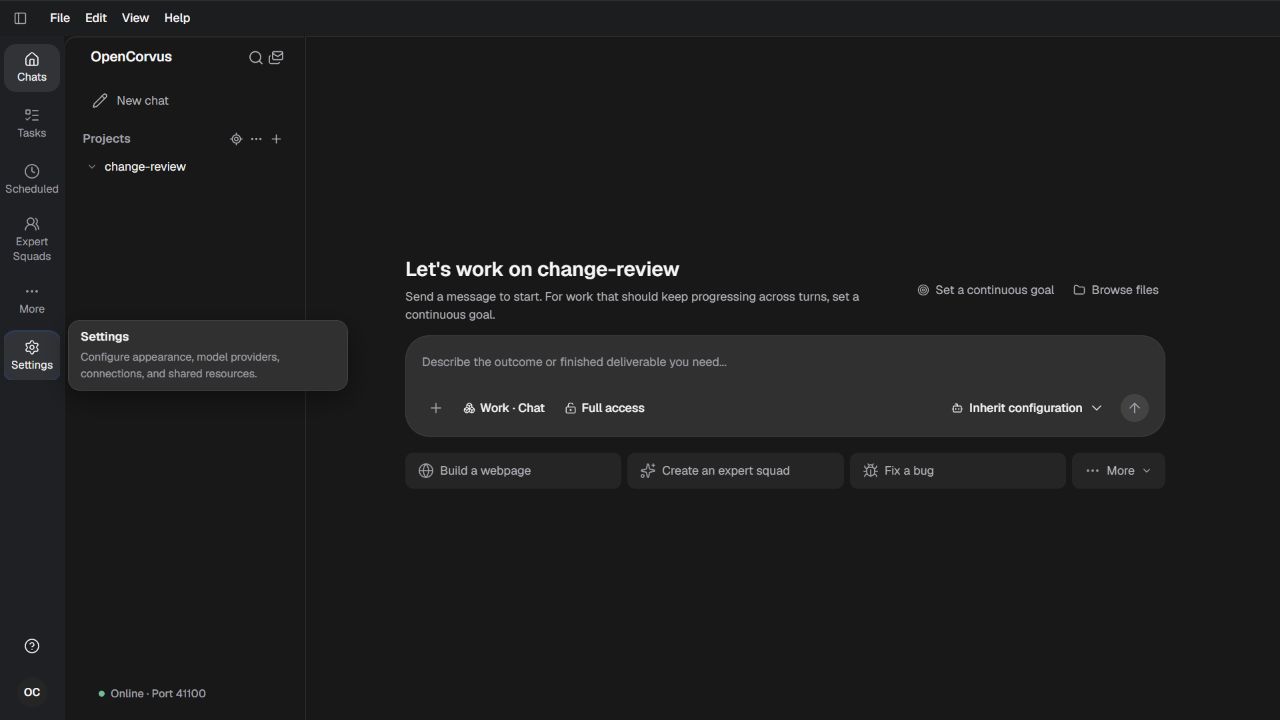 File Edit View Help
Chats
Tasks
Scheduled
Expert
Squads
More
Settings
OC
OpenCorvus
New chat
Projects
change-review
Settings
Configure appearance, model providers,
connections, and shared resources.
Online · Port 41100
Let's work on change-review
Send a message to start. For work that should keep progressing across turns, set a
continuous goal.
Set a continuous goal
Browse files
Describe the outcome or finished deliverable you need...
Work · Chat
Full access
Inherit configuration
Build a webpage
Create an expert squad
Fix a bug
More